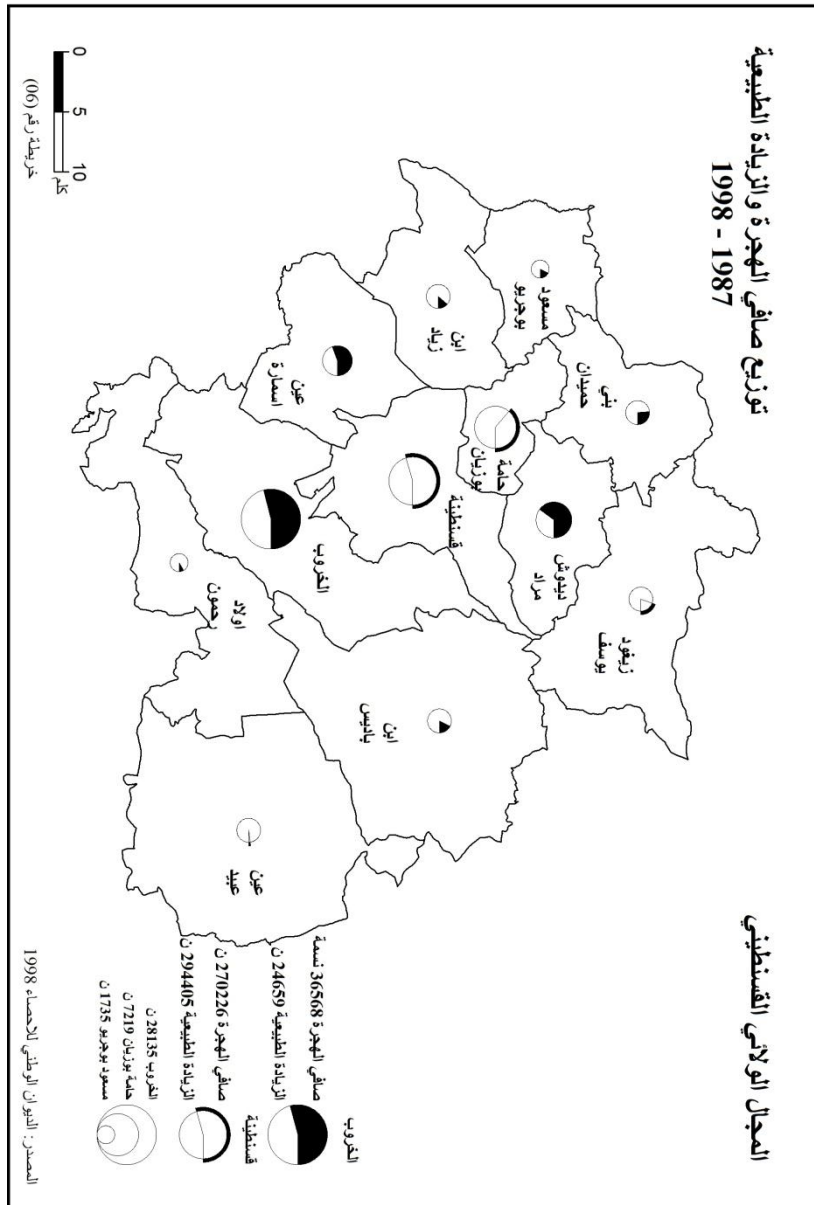 توزيع صافي الهجرة والزيادة الطبيعية
1987 - 1998
المجال الولائي القسنطيني
مسعود
بوجريو
ابن
زياد
بني
حميدان
عين
اسمارة
حامة
بوزيان
قسنطينة
ديدوش
مراد
زيغود
يوسف
الخروب
اولاد
رحمون
ابن
باديس
عين
عبيد
الخروب
صافي الهجرة 36568 نسمة
الزيادة الطبيعية 24659 ن
قسنطينة
صافي الهجرة 270226 ن
الزيادة الطبيعية 294405 ن
الخروب 28135 ن
حامة بوزيان 7219 ن
مسعود بوجريو 1735 ن
0 5 10
كلم
خريطة رقم (06)
المصدر : الديوان الوطني للاحصاء 1998